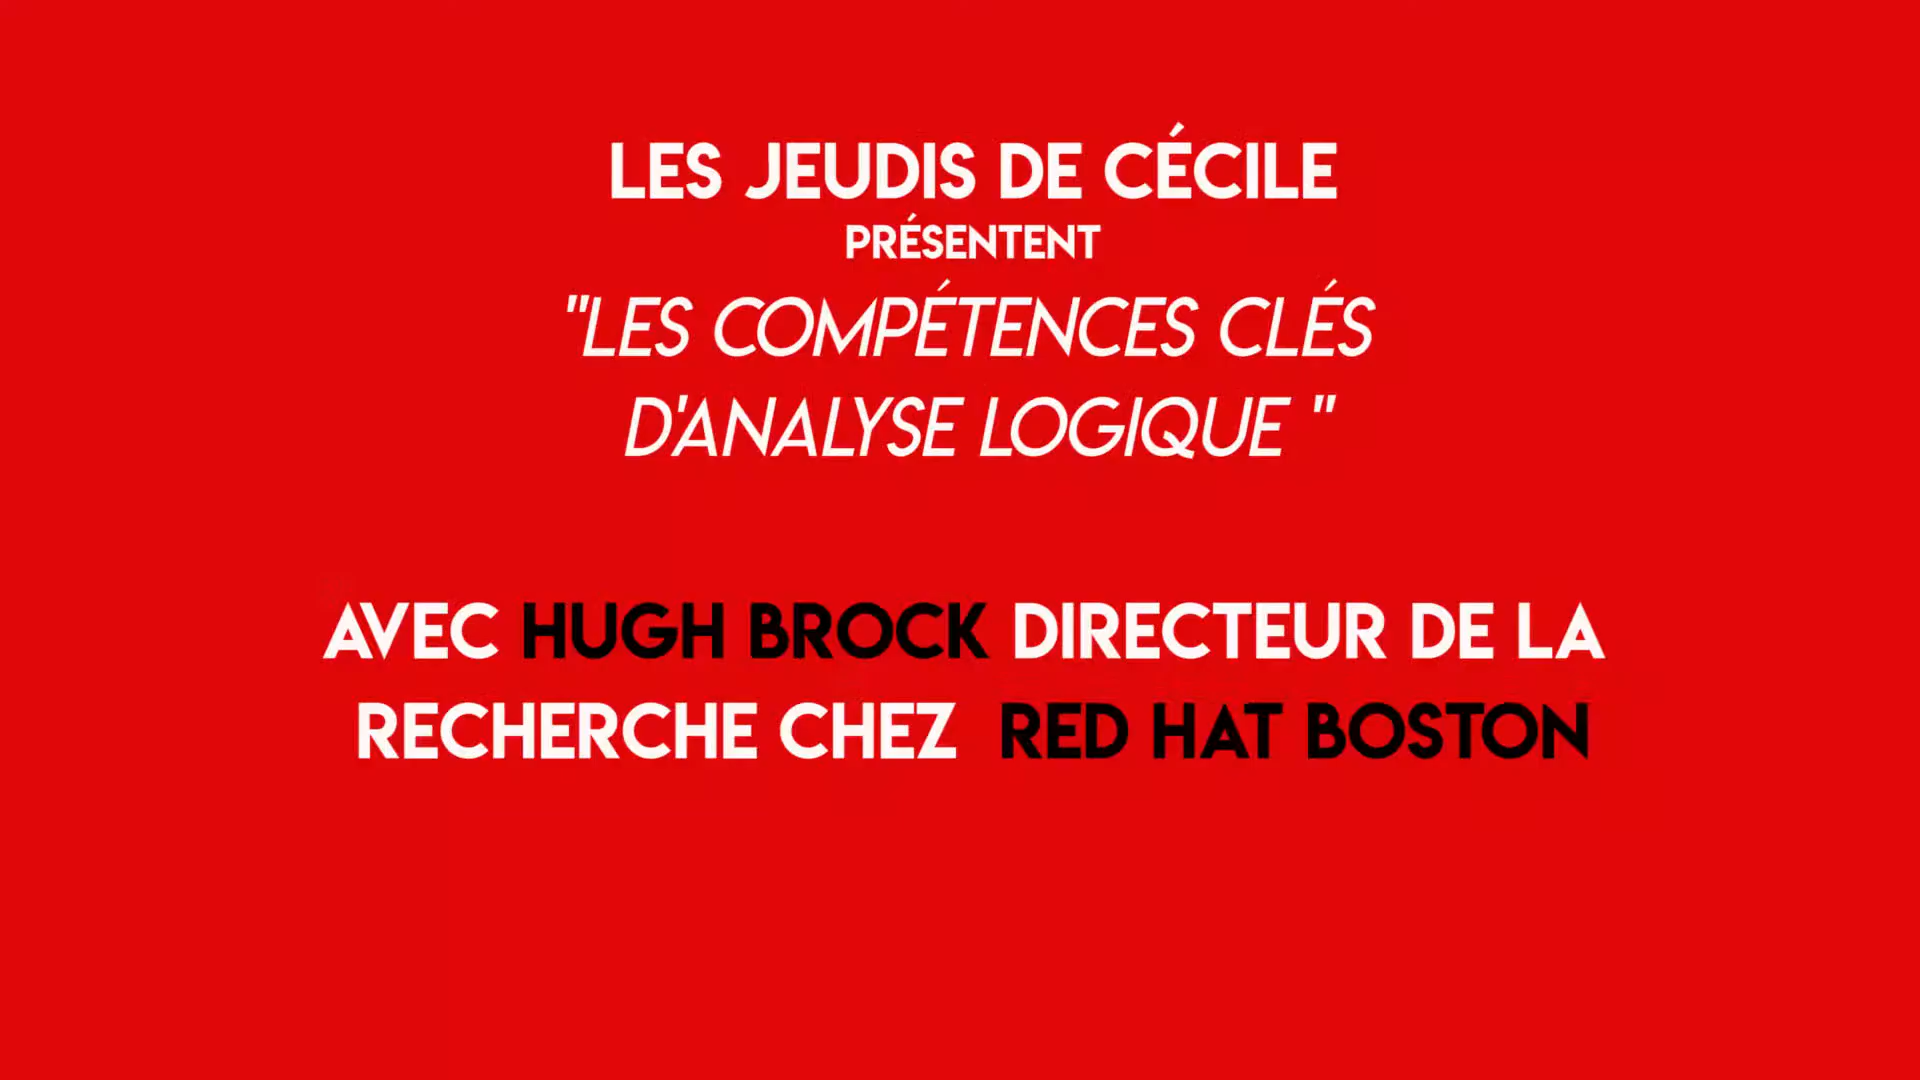 LES JEUDIS DE CÉCILE
PRÉSENTENT
"LES COMPÉTENCES CLÉS
D'ANALYSE LOGIQUE "
AVEC HUGH BROCK DIRECTEUR DE LA
RECHERCHE CHEZ RED HAT BOSTON